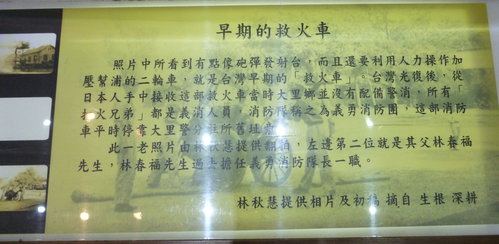 早期的救火車
照片中所看到有點像砲彈發射台，而且還要利用人力操作加
壓幫浦的二輪車，就是台灣早期的「救火車」。台灣光復後，從
日本人手中接收這部救火車當時大里鄉並沒有配備警消，所有「
火兄弟」都是義消人員。消防隊稱之為義勇消防團，這部消防
車平時停靠大里警分駐所舊址
此一老照片由林秋慧提供翻拍，左邊第二位就是其父林春福
先生，林春福先生過去擔任義勇消防隊長一職。
林秋慧提供相片及初稿 摘自 生根 深耕